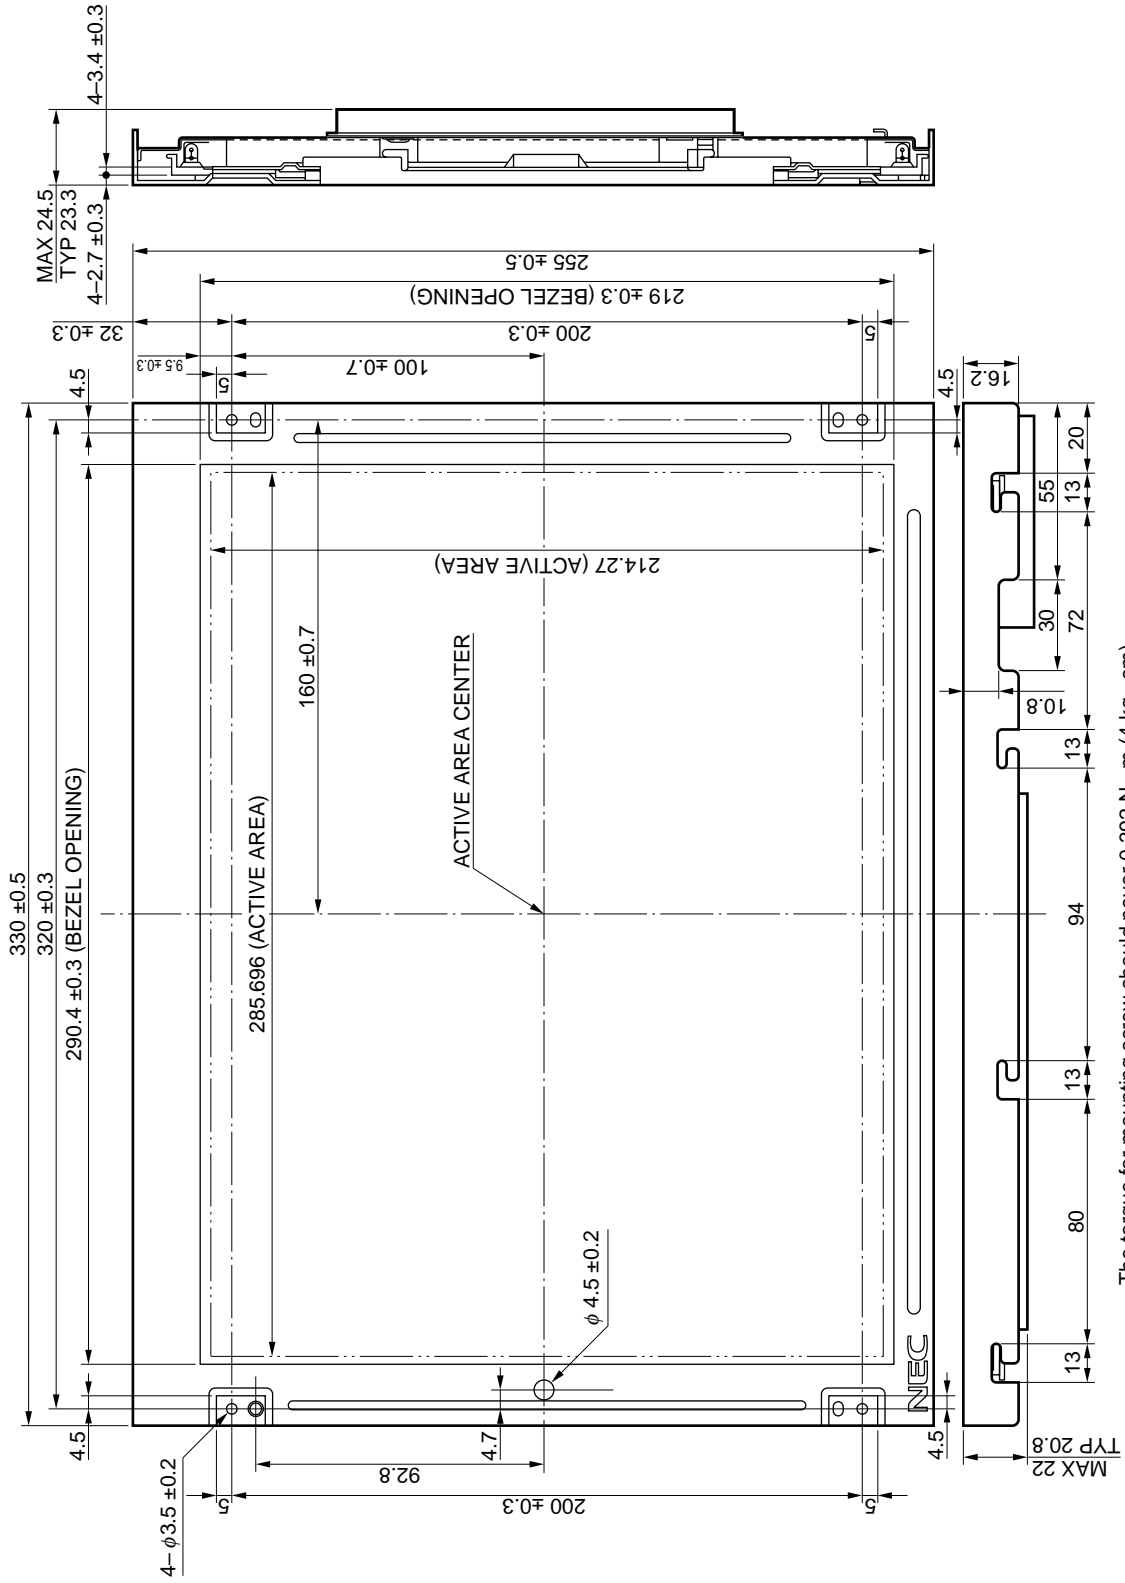 330 ±0.5
320 ±0.3
290.4 ±0.3 (BEZEL OPENING)
285.696 (ACTIVE AREA)
160 ±0.7
ACTIVE AREA CENTER
214.27 (ACTIVE AREA)
4.5
4.5
4.5
4.5
4.7
φ 4.5 ±0.2
4–φ3.5 ±0.2
92.8
200 ±0.3
5
5
5
5
9.5 ±0.3
100 ±0.7
32 ±0.3
200 ±0.3
219 ±0.3 (BEZEL OPENING)
255 ±0.5
MAX 24.5
TYP 23.3
4–2.7 ±0.3
4–3.4 ±0.3
NEC
MAX 22
TYP 20.8
16.2
10.8
13
80
13
94
13
72
13
20
30
55